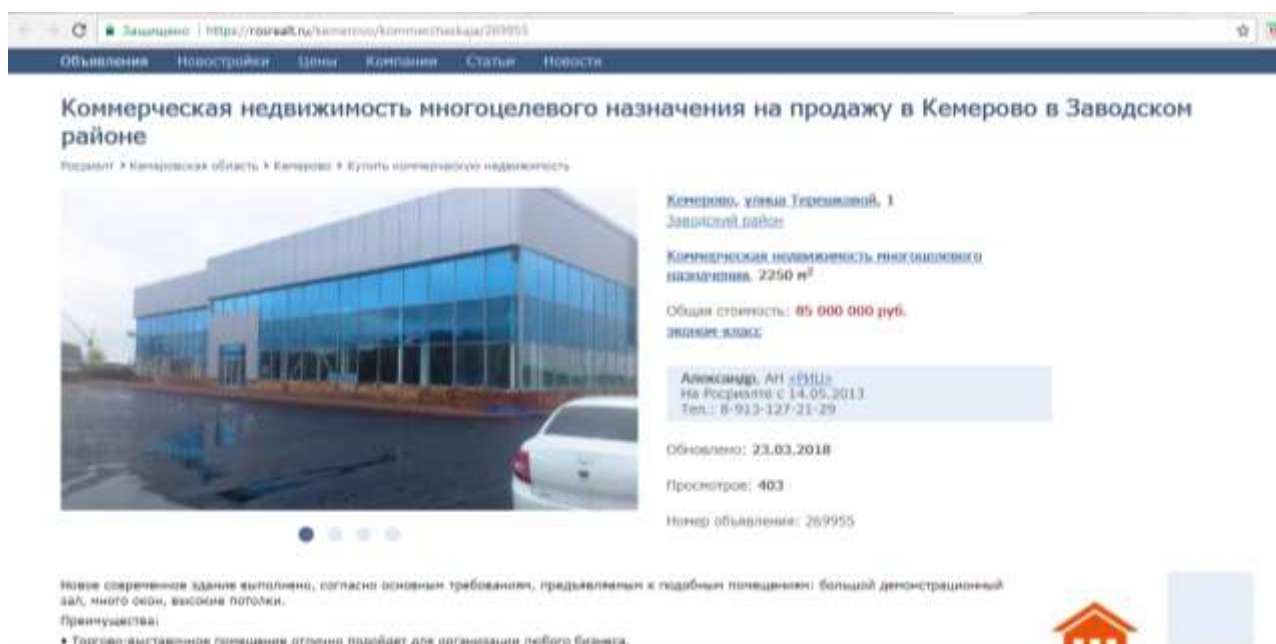 Защищено | https://rosrealt.ru/kemerovo/kommercheskaja/269955
Объявления Новостройки Цены Компании Статьи Новости
Коммерческая недвижимость многоцелевого назначения на продажу в Кемерово в Заводском
районе
Росриэлт Кемеровская область Кемерово Купить коммерческую недвижимость
Кемерово, улица Терешковой, 1
Заводский район
Коммерческая недвижимость многоцелевого
назначения, 2250 м²
Общая стоимость: 85 000 000 руб.
эконом-класс
Александр, АН «РИЦ»
На Росриэлте с 14.05.2013
Тел.: 8-913-127-21-29
Обновлено: 23.03.2018
Просмотров: 403
Номер объявления: 269955
Новое современное здание выполнено, согласно основным требованиям, предъявляемым к подобным помещениям: большой демонстрационный
зал, много окон, высокие потолки.
Преимущества:
• Торгово-выставочное помещение отлично подойдет для организации любого бизнеса.